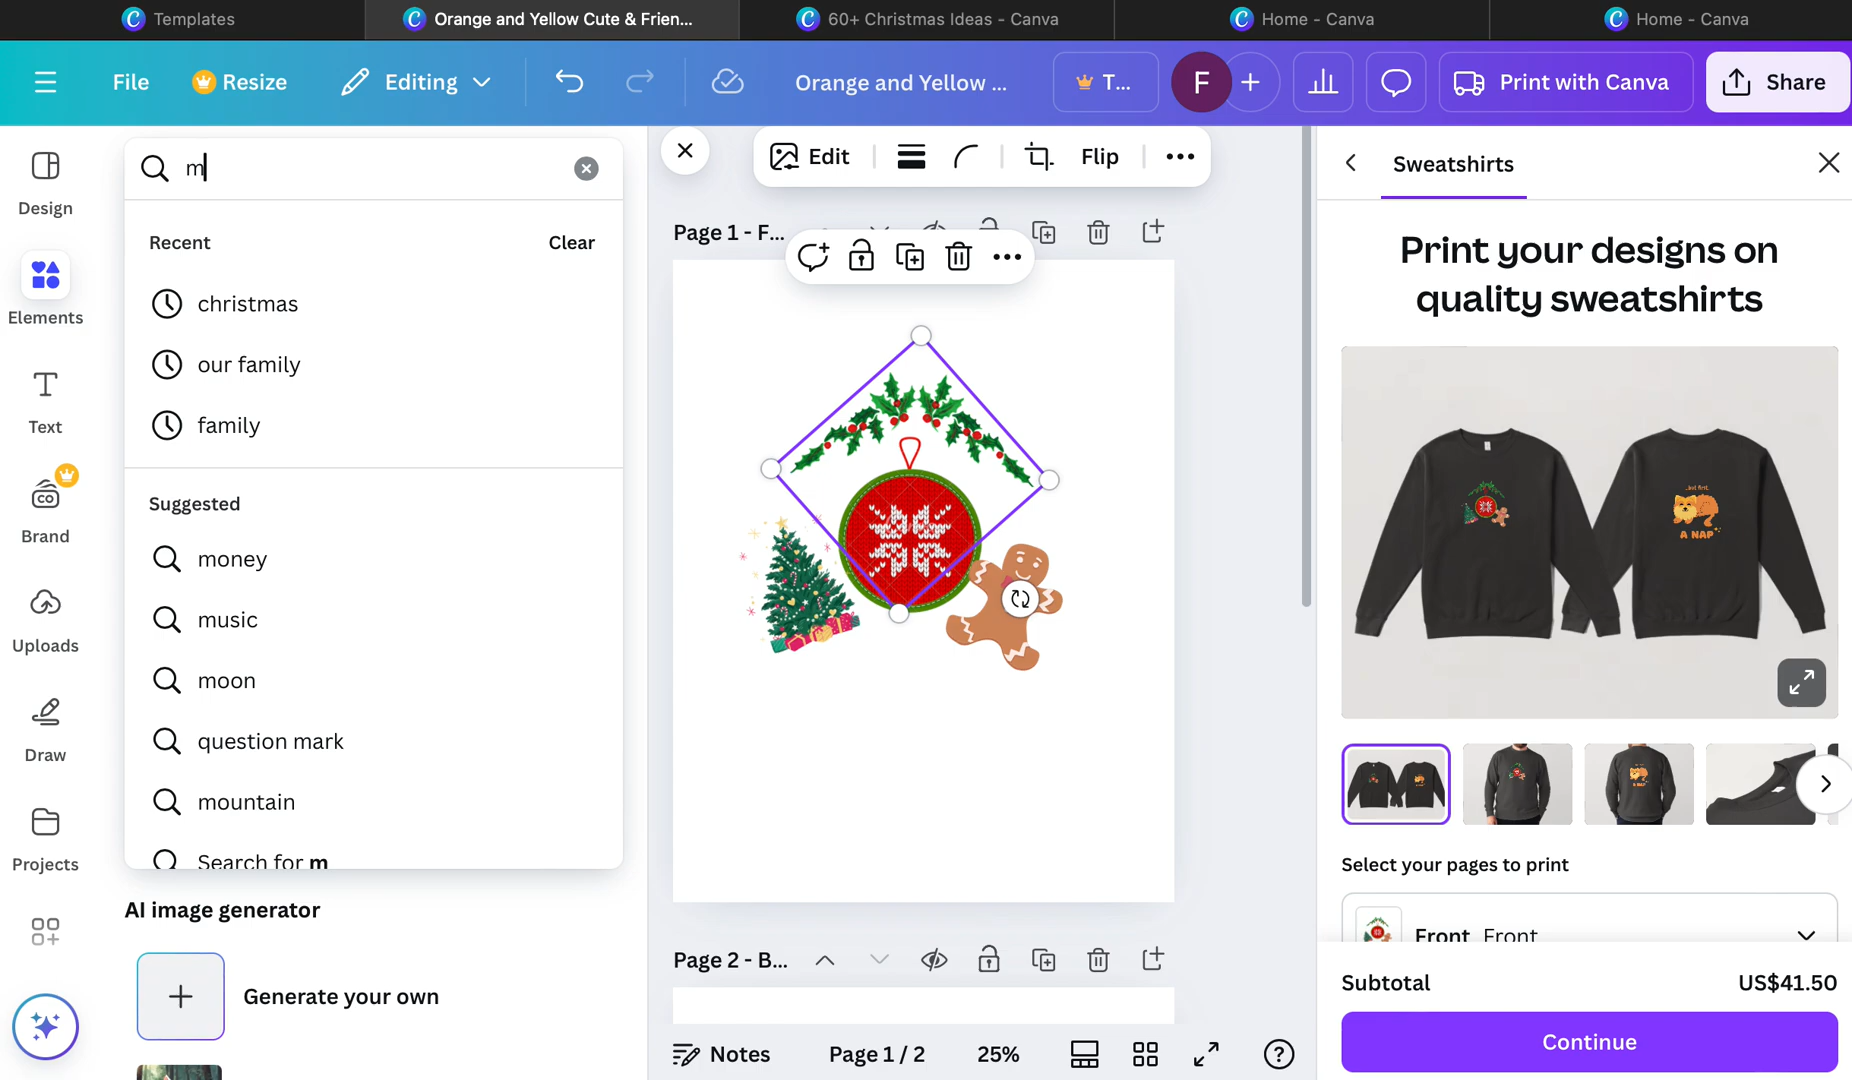 Templates
Orange and Yellow Cute & Frien...
60+ Christmas Ideas - Canva
Home - Canva
Home - Canva
File
Resize
Editing
Orange and Yellow ...
T...
F
Print with Canva
Share
Design
Elements
Text
Brand
Uploads
Draw
Projects
m
Recent
Clear
christmas
our family
family
Suggested
money
music
moon
question mark
mountain
Search for m
AI image generator
Generate your own
Edit
Flip
Page 1 - F...
Page 2 - B...
Notes
Page 1 / 2
25%
Sweatshirts
Print your designs on
quality sweatshirts
...but first,
A NAP
A NAP
Select your pages to print
Front Front
Subtotal
US$41.50
Continue